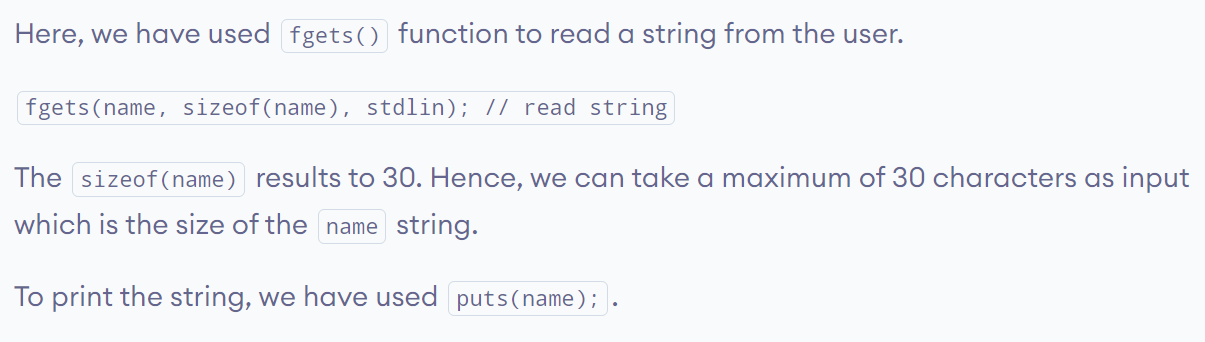 Here, we have used fgets() function to read a string from the user.
fgets(name, sizeof(name), stdlin); // read string
The sizeof(name) results to 30. Hence, we can take a maximum of 30 characters as input
which is the size of the name string.
To print the string, we have used puts(name); .